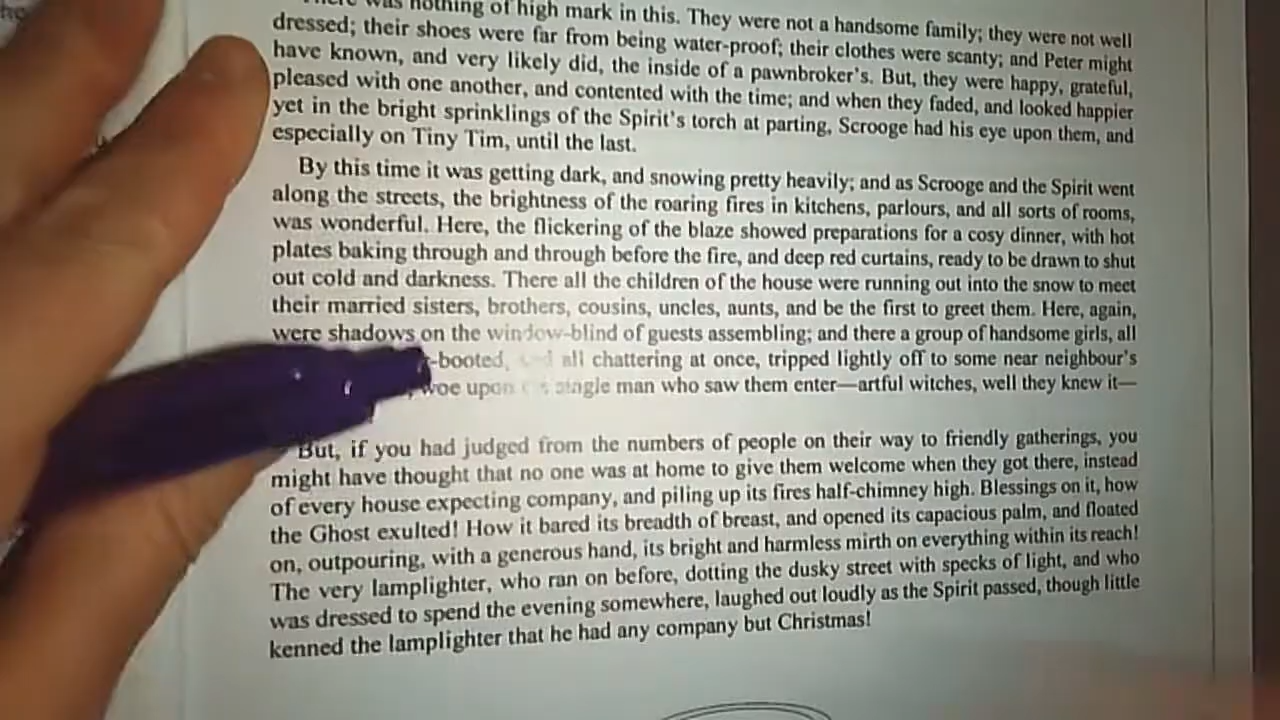 There was nothing of high mark in this. They were not a handsome family; they were not well
dressed; their shoes were far from being water-proof; their clothes were scanty; and Peter might
have known, and very likely did, the inside of a pawnbroker's. But, they were happy, grateful,
pleased with one another, and contented with the time; and when they faded, and looked happier
yet in the bright sprinklings of the Spirit's torch at parting, Scrooge had his eye upon them, and
especially on Tiny Tim, until the last.
By this time it was getting dark, and snowing pretty heavily; and as Scrooge and the Spirit went
along the streets, the brightness of the roaring fires in kitchens, parlours, and all sorts of rooms,
was wonderful. Here, the flickering of the blaze showed preparations for a cosy dinner, with hot
plates baking through and through before the fire, and deep red curtains, ready to be drawn to shut
out cold and darkness. There all the children of the house were running out into the snow to meet
their married sisters, brothers, cousins, uncles, aunts, and be the first to greet them. Here, again,
were shadows on the window-blind of guests assembling; and there a group of handsome girls, all
-booted, and all chattering at once, tripped lightly off to some near neighbour's
woe upon single man who saw them enter—artful witches, well they knew it—
But, if you had judged from the numbers of people on their way to friendly gatherings, you
might have thought that no one was at home to give them welcome when they got there, instead
of every house expecting company, and piling up its fires half-chimney high. Blessings on it, how
the Ghost exulted! How it bared its breadth of breast, and opened its capacious palm, and floated
on, outpouring, with a generous hand, its bright and harmless mirth on everything within its reach!
The very lamplighter, who ran on before, dotting the dusky street with specks of light, and who
was dressed to spend the evening somewhere, laughed out loudly as the Spirit passed, though little
kenned the lamplighter that he had any company but Christmas!